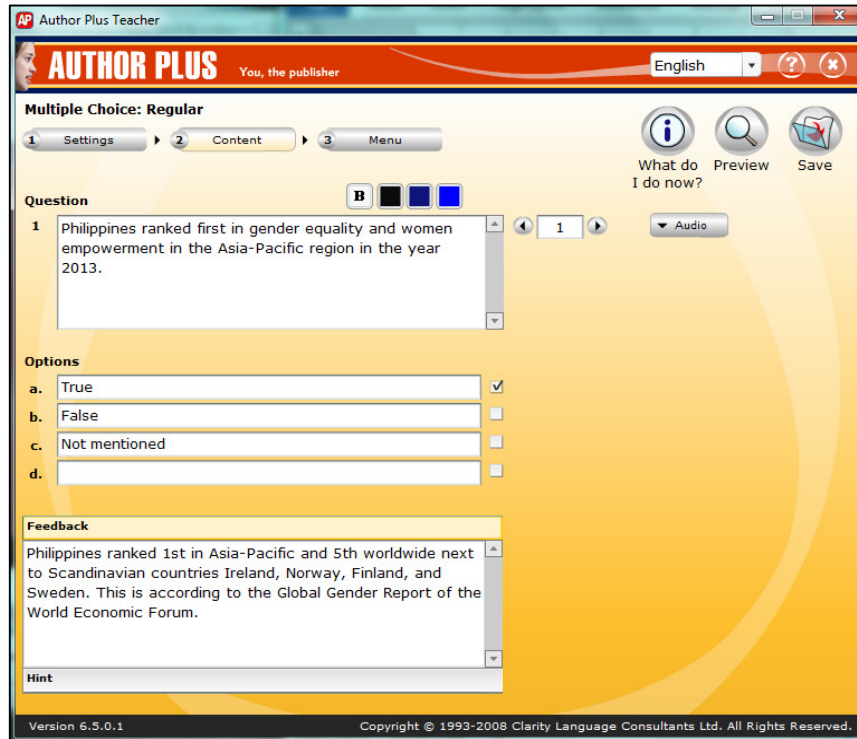 AP Author Plus Teacher
AUTHOR PLUS You, the publisher
English
Multiple Choice: Regular
1 Settings 2 Content 3 Menu
What do I do now?
Preview
Save
Question
B
1
Philippines ranked first in gender equality and women
empowerment in the Asia-Pacific region in the year
2013.
1
Audio
Options
a. True
b. False
c. Not mentioned
d.
Feedback
Philippines ranked 1st in Asia-Pacific and 5th worldwide next
to Scandinavian countries Ireland, Norway, Finland, and
Sweden. This is according to the Global Gender Report of the
World Economic Forum.
Hint
Version 6.5.0.1 Copyright © 1993-2008 Clarity Language Consultants Ltd. All Rights Reserved.